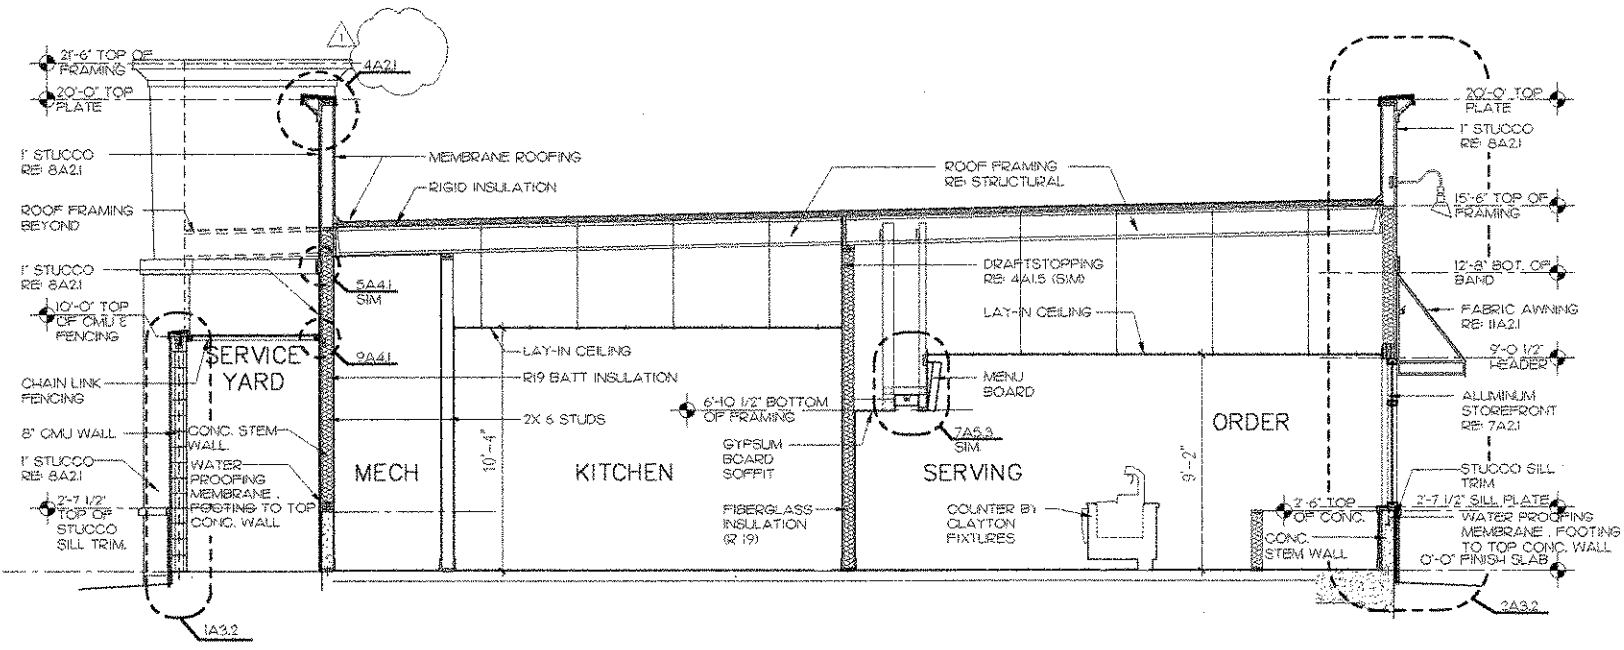 1
4A2.1
21'-6" TOP OF
FRAMING
20'-0" TOP
PLATE
1" STUCCO
RE: 8A2.1
ROOF FRAMING
BEYOND
1" STUCCO
RE: 8A2.1
10'-0" TOP
OF CMU &
FENCING
CHAIN LINK
FENCING
8" CMU WALL
1" STUCCO
RE: 8A2.1
2'-7 1/2"
TOP OF
STUCCO
SILL TRIM.
SERVICE
YARD
CONC. STEM
WALL.
WATER
PROOFING
MEMBRANE .
FOOTING TO TOP
CONC. WALL
1A3.2
MEMBRANE ROOFING
RIGID INSULATION
5A4.1
SIM
9A4.1
LAY-IN CEILING
R19 BATT INSULATION
2X 6 STUDS
10'-4"
MECH
KITCHEN
6'-10 1/2" BOTTOM
OF FRAMING
GYPSUM
BOARD
SOFFIT
FIBERGLASS
INSULATION
(R 19)
ROOF FRAMING
RE: STRUCTURAL
DRAFTSTOPPING
RE: 4A1.5 (SIM)
LAY-IN CEILING
MENU
BOARD
7A5.3
SIM.
SERVING
ORDER
9'-2"
COUNTER BY
CLAYTON
FIXTURES
2'-6" TOP
OF CONC.
CONC.
STEM WALL
20'-0" TOP
PLATE
1" STUCCO
RE: 8A2.1
15'-6" TOP OF
FRAMING
12'-8" BOT. OF
BAND
FABRIC AWNING
RE: 11A2.1
9'-0 1/2"
HEADER
ALUMINUM
STOREFRONT
RE: 7A2.1
STUCCO SILL
TRIM
2'-7 1/2" SILL PLATE
WATER PROOFING
MEMBRANE . FOOTING
TO TOP CONC. WALL
0'-0" FINISH SLAB
2A3.2